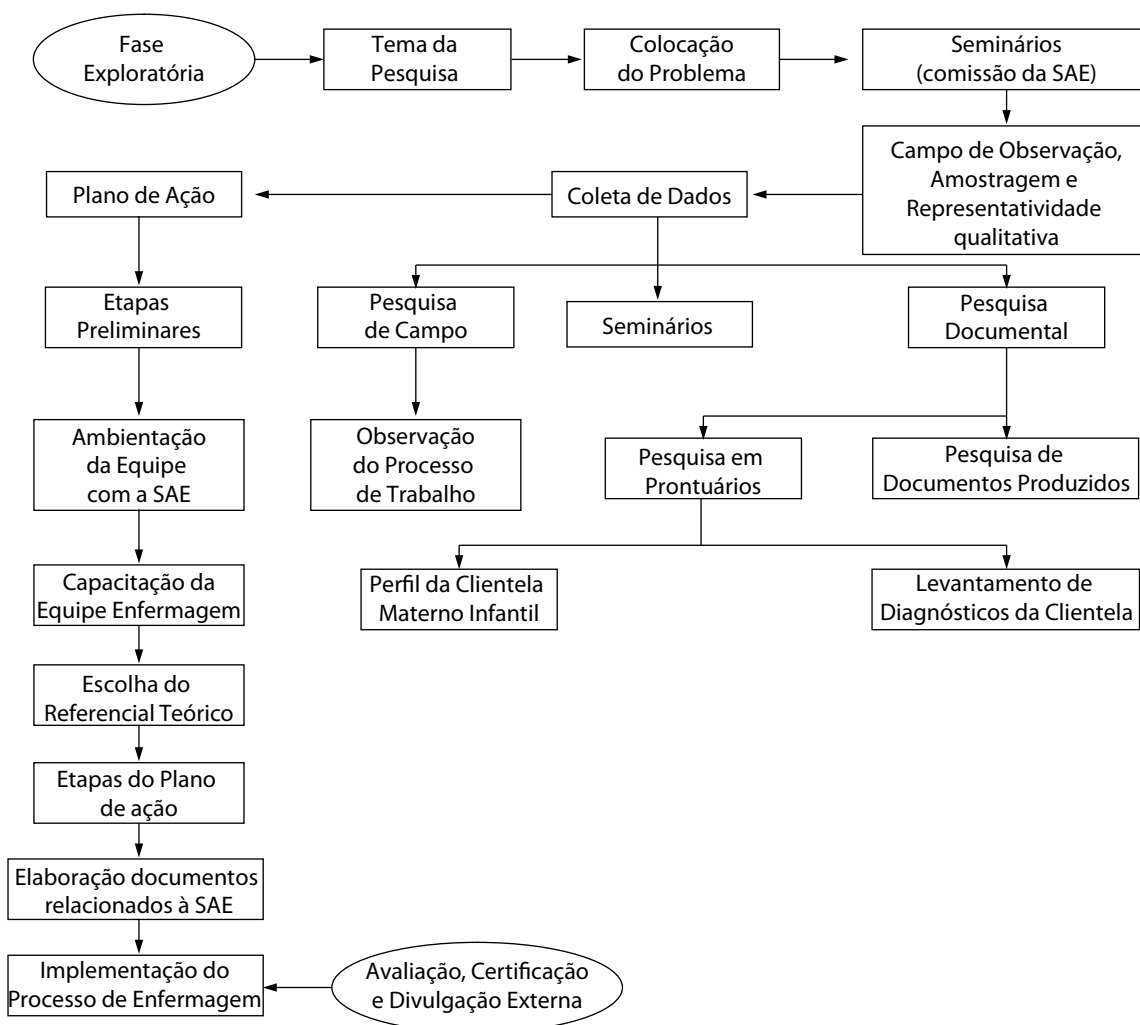 Fase
Exploratória
Tema da
Pesquisa
Colocação
do Problema
Seminários
(comissão da SAE)
Campo de Observação,
Amostragem e
Representatividade
qualitativa
Coleta de Dados
Plano de Ação
Etapas
Preliminares
Pesquisa
de Campo
Seminários
Pesquisa
Documental
Ambientação
da Equipe
com a SAE
Observação
do Processo
de Trabalho
Pesquisa em
Prontuários
Pesquisa de
Documentos Produzidos
Capacitação da
Equipe Enfermagem
Perfil da Clientela
Materno Infantil
Levantamento de
Diagnósticos da Clientela
Escolha do
Referencial Teórico
Etapas do Plano
de ação
Elaboração documentos
relacionados à SAE
Implementação do
Processo de Enfermagem
Avaliação, Certificação
e Divulgação Externa